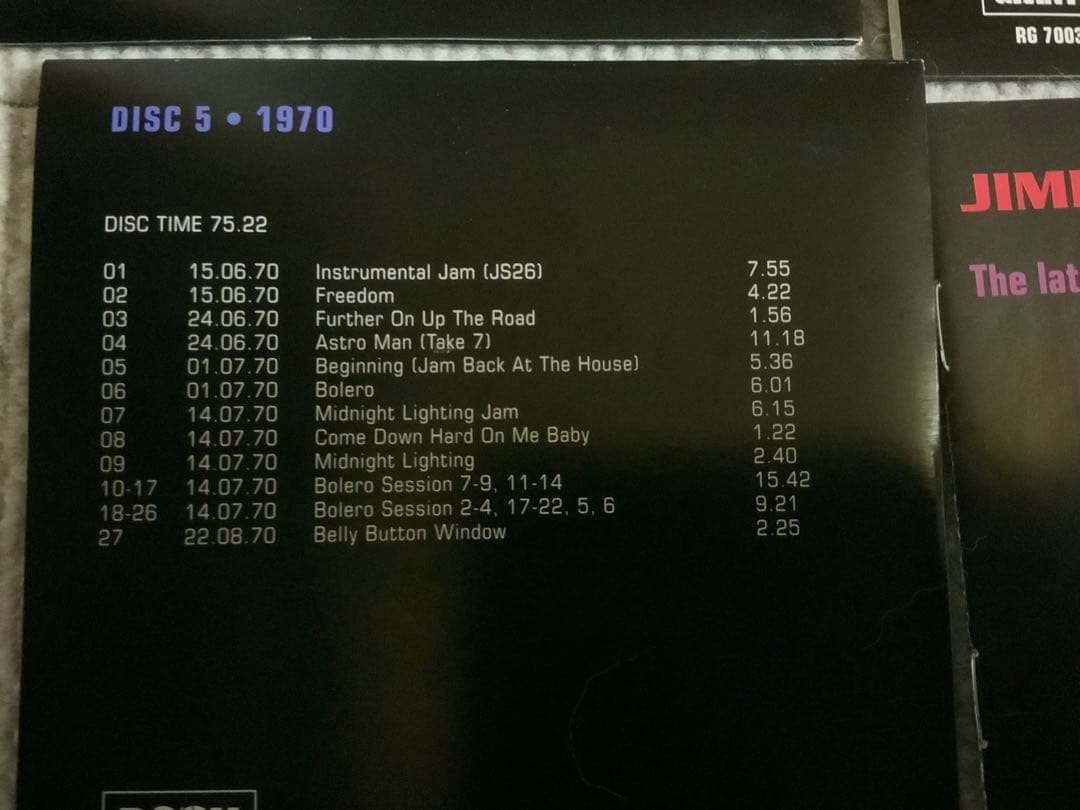 RG 7003
DISC 5 • 1970
DISC TIME 75.22
01 15.06.70 Instrumental Jam (JS26) 7.55
02 15.06.70 Freedom 4.22
03 24.06.70 Further On Up The Road 1.56
04 24.06.70 Astro Man (Take 7) 11.18
05 01.07.70 Beginning (Jam Back At The House) 5.36
06 01.07.70 Bolero 6.01
07 14.07.70 Midnight Lighting Jam 6.15
08 14.07.70 Come Down Hard On Me Baby 1.22
09 14.07.70 Midnight Lighting 2.40
10-17 14.07.70 Bolero Session 7-9, 11-14 15.42
18-26 14.07.70 Bolero Session 2-4, 17-22, 5, 6 9.21
27 22.08.70 Belly Button Window 2.25
JIMI
The lat